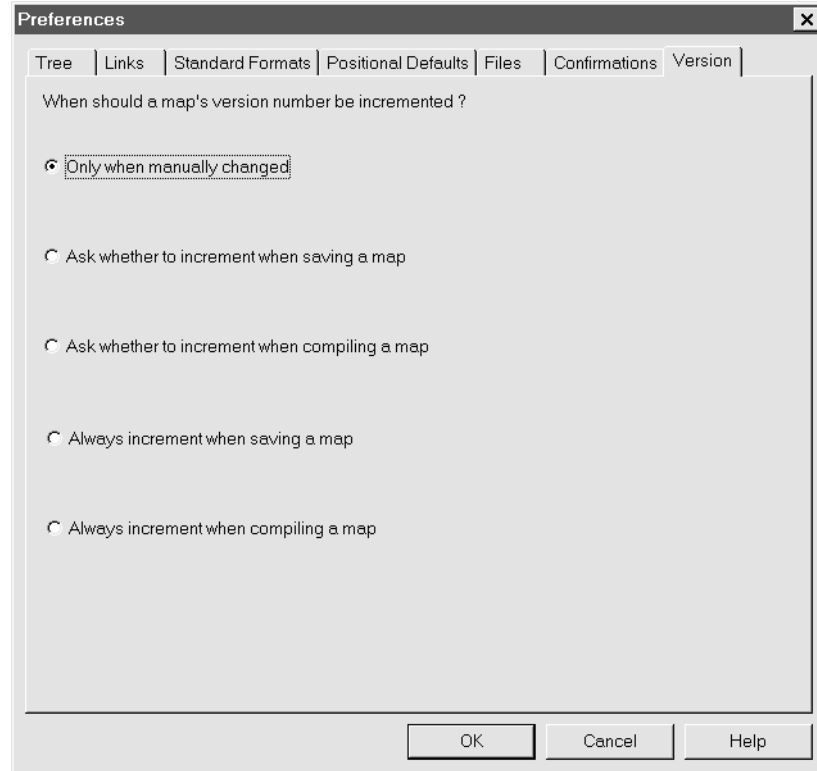 Preferences
Tree Links Standard Formats Positional Defaults Files Confirmations Version
When should a map's version number be incremented ?
Only when manually changed
Ask whether to increment when saving a map
Ask whether to increment when compiling a map
Always increment when saving a map
Always increment when compiling a map
OK Cancel Help